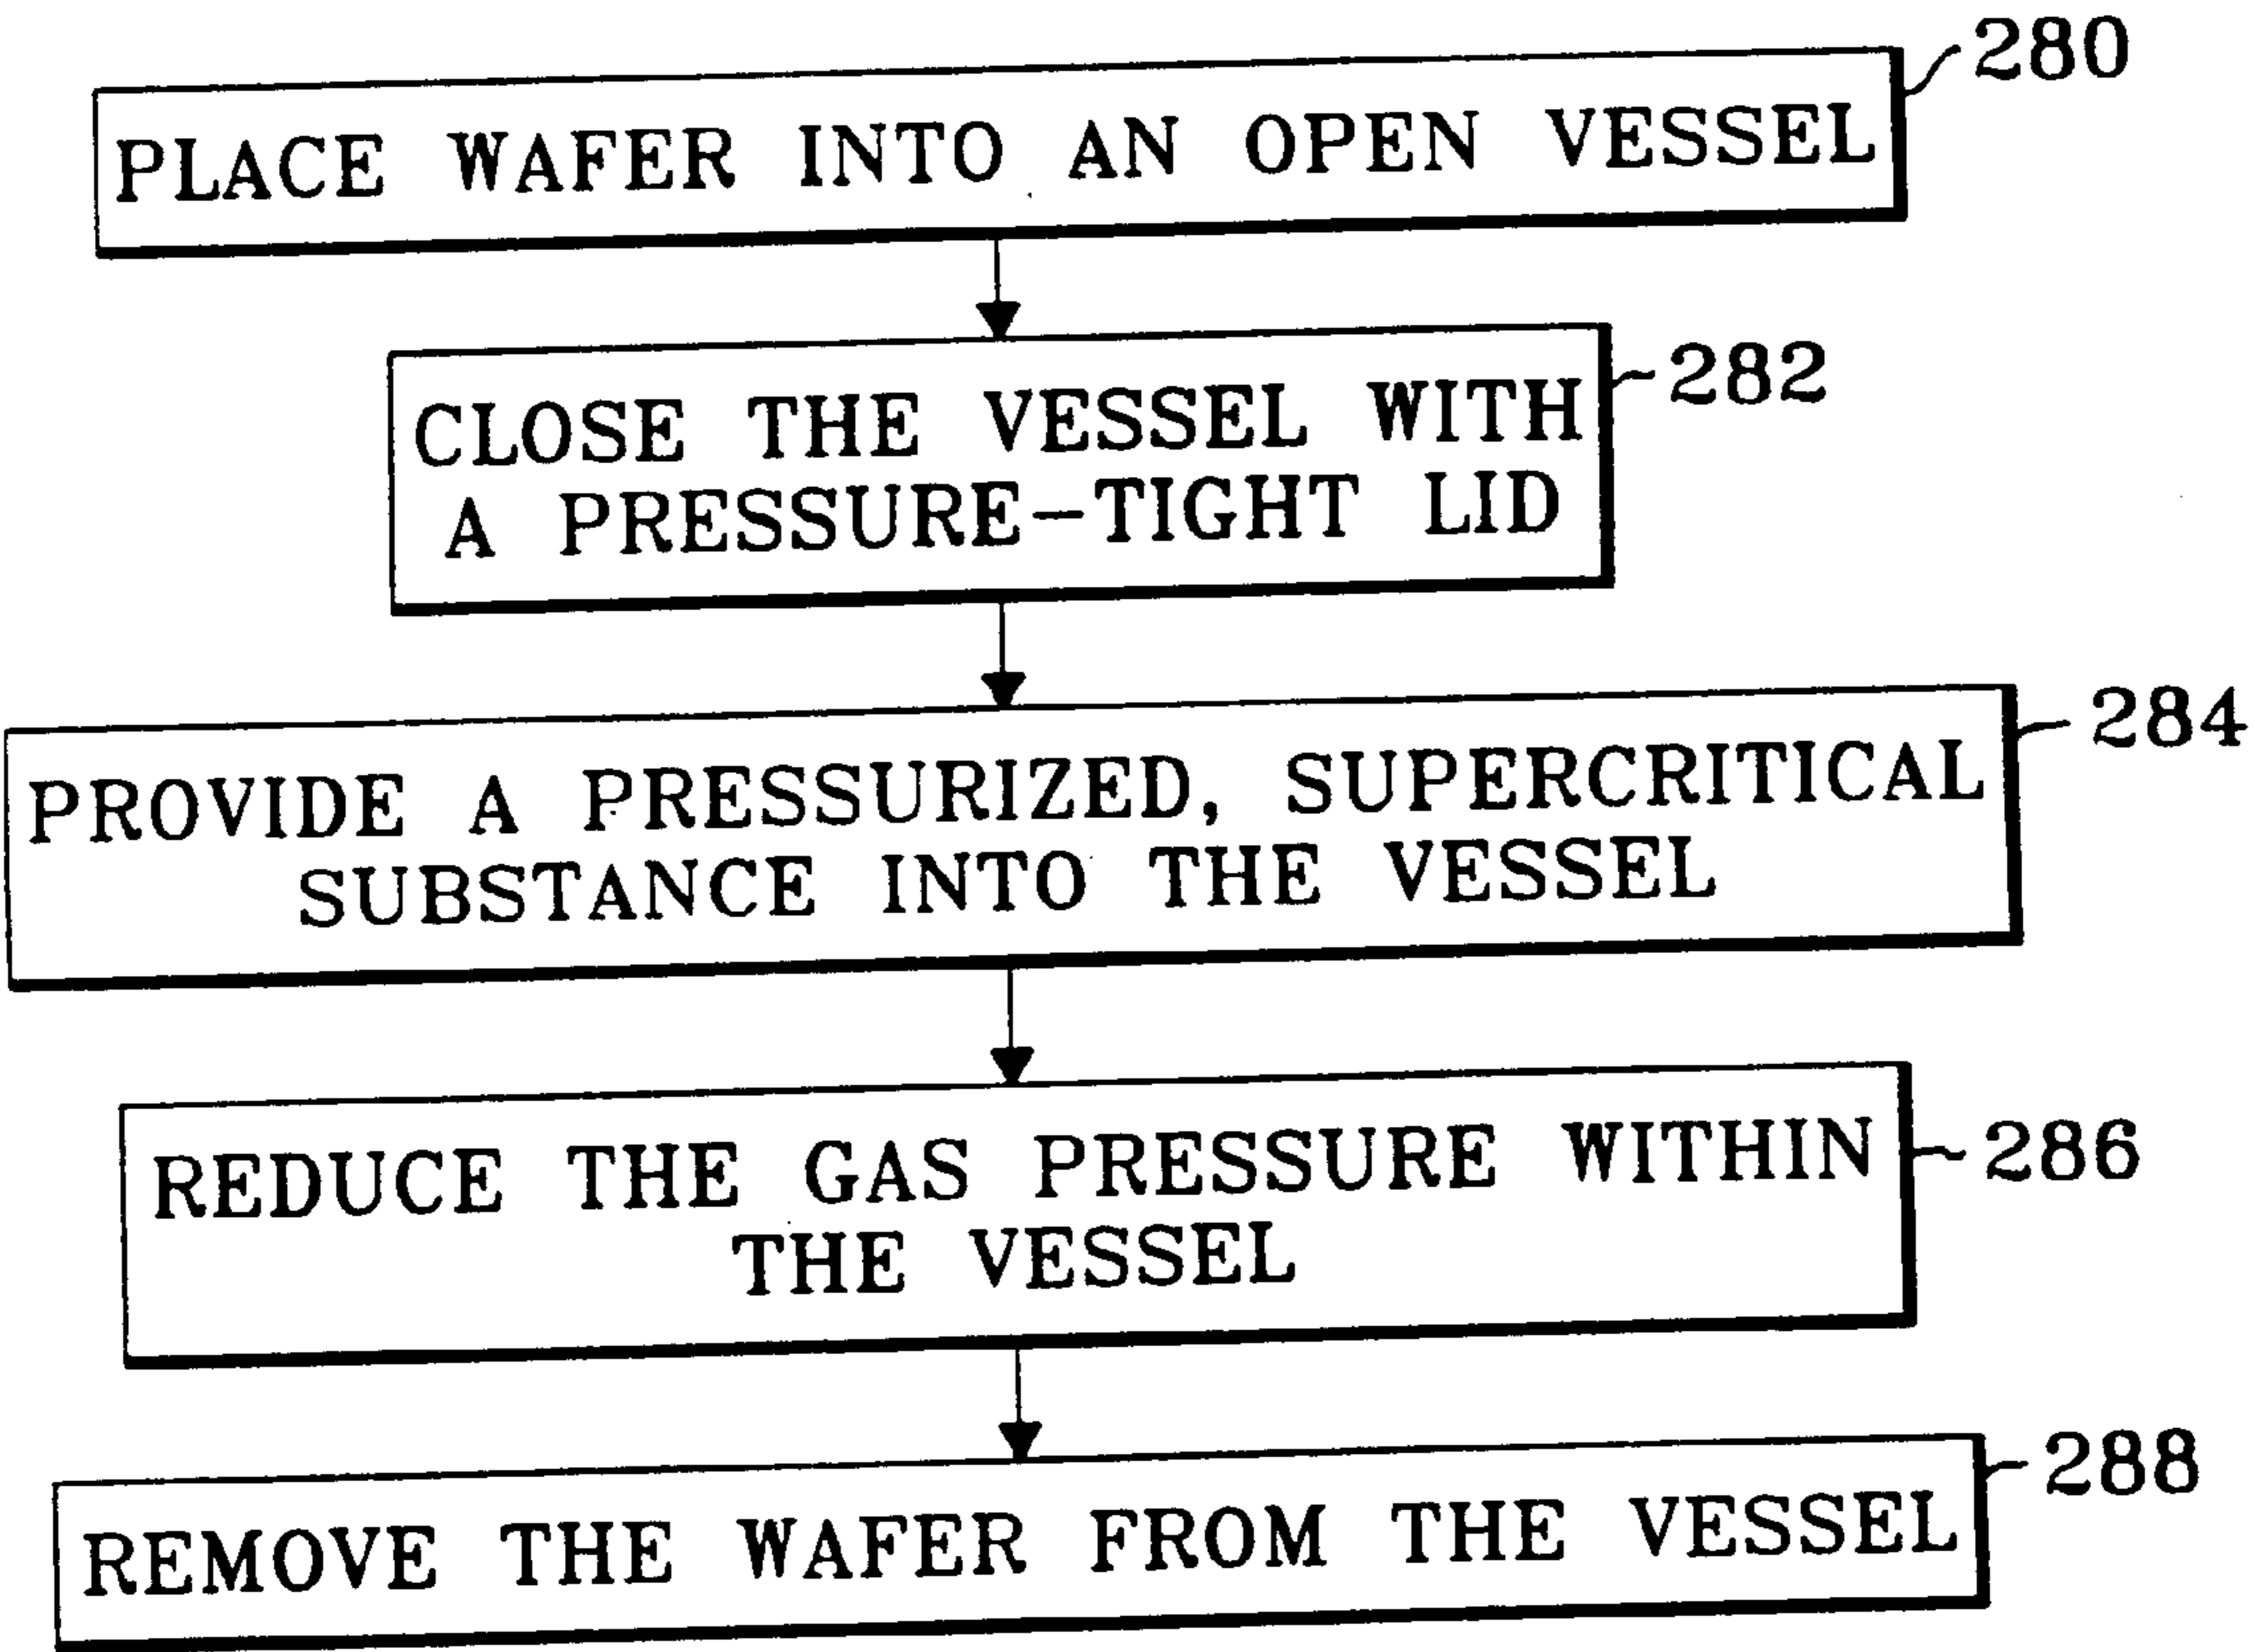 280
PLACE WAFER INTO AN OPEN VESSEL
282
CLOSE THE VESSEL WITH
A PRESSURE-TIGHT LID
284
PROVIDE A PRESSURIZED, SUPERCRITICAL
SUBSTANCE INTO THE VESSEL
286
REDUCE THE GAS PRESSURE WITHIN
THE VESSEL
288
REMOVE THE WAFER FROM THE VESSEL